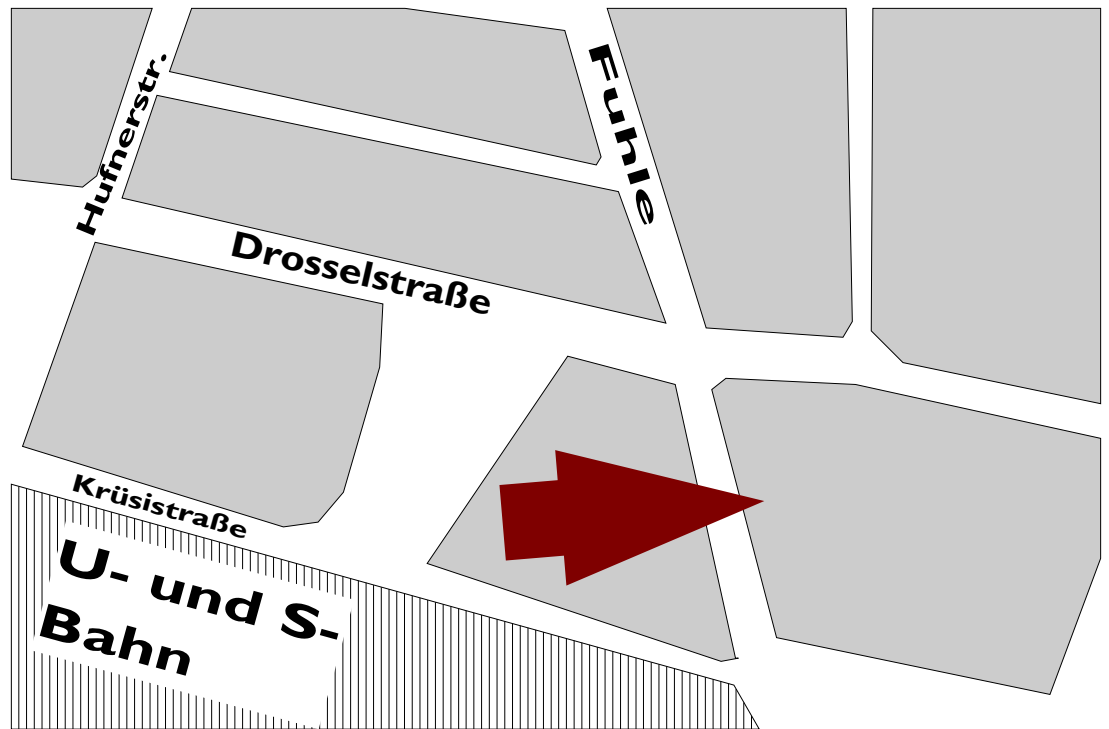 Hufnerstr.
Fuhle
Drosselstraße
Krüsistraße
U- und S-
Bahn